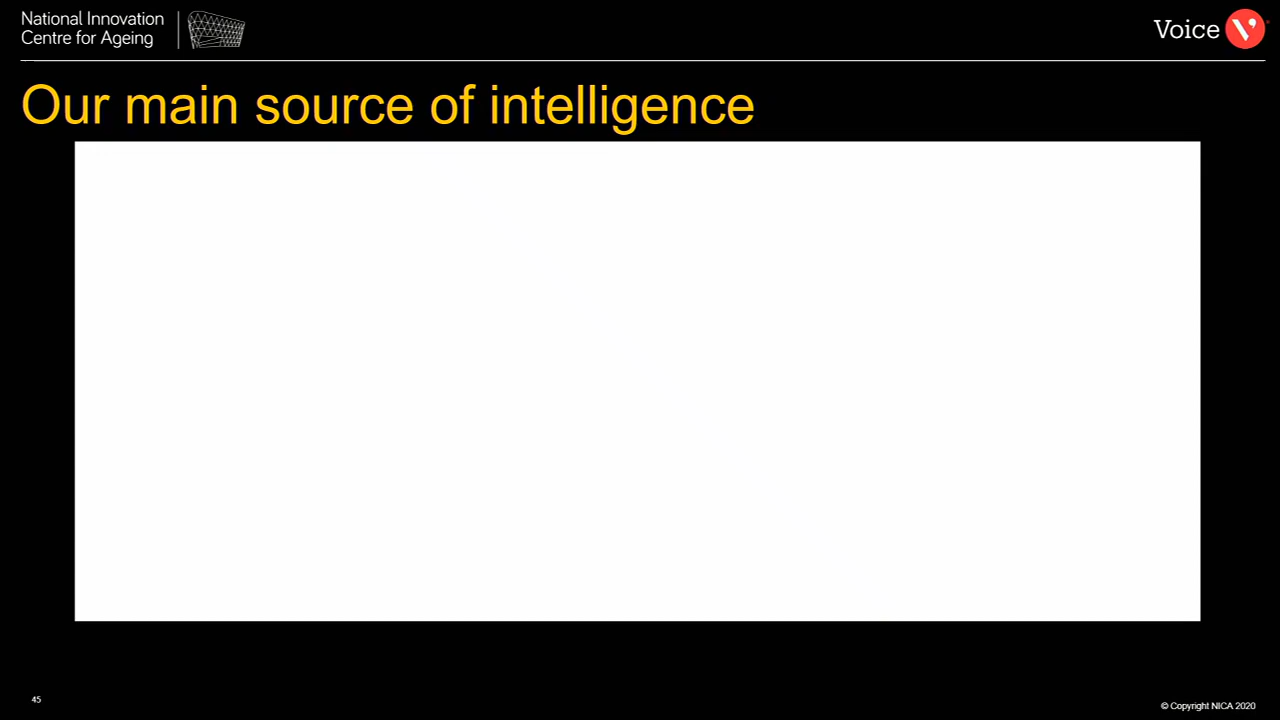 National Innovation
Centre for Ageing
Voice
Our main source of intelligence
45
© Copyright NICA 2020